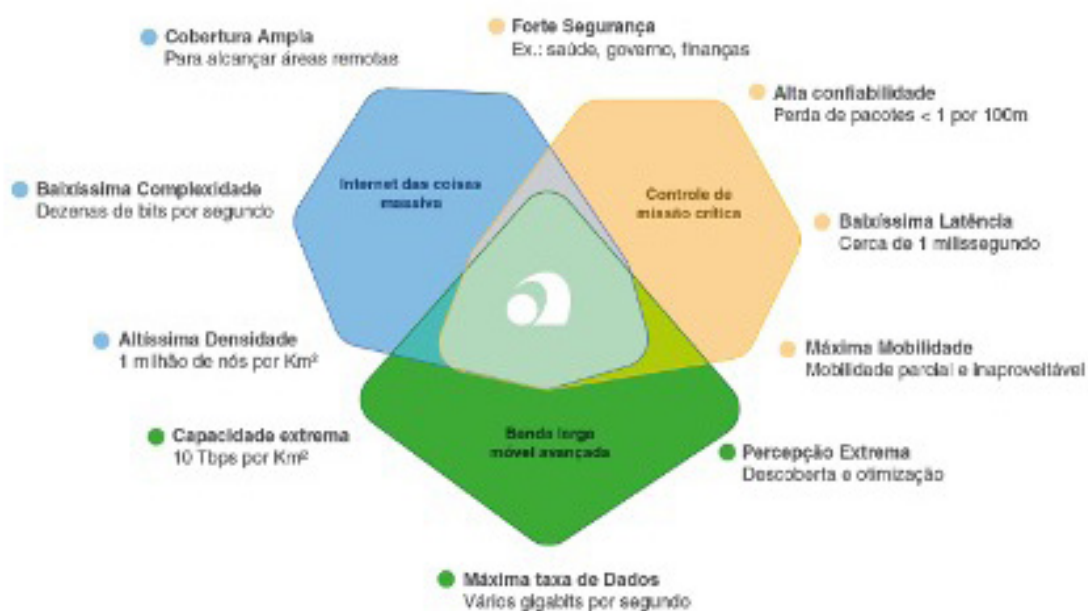 Cobertura Ampla
Para alcançar áreas remotas
Forte Segurança
Ex.: saúde, governo, finanças
Alta confiabilidade
Perda de pacotes < 1 por 100m
Baixíssima Complexidade
Dezenas de bits por segundo
Internet das coisas
massiva
Controle de
missão crítica
Baixíssima Latência
Cerca de 1 milissegundo
Altíssima Densidade
1 milhão de nós por Km²
Máxima Mobilidade
Mobilidade parcial e inaproveitável
Capacidade extrema
10 Tbps por Km²
Banda larga
móvel avançada
Percepção Extrema
Descoberta e otimização
Máxima taxa de Dados
Vários gigabits por segundo